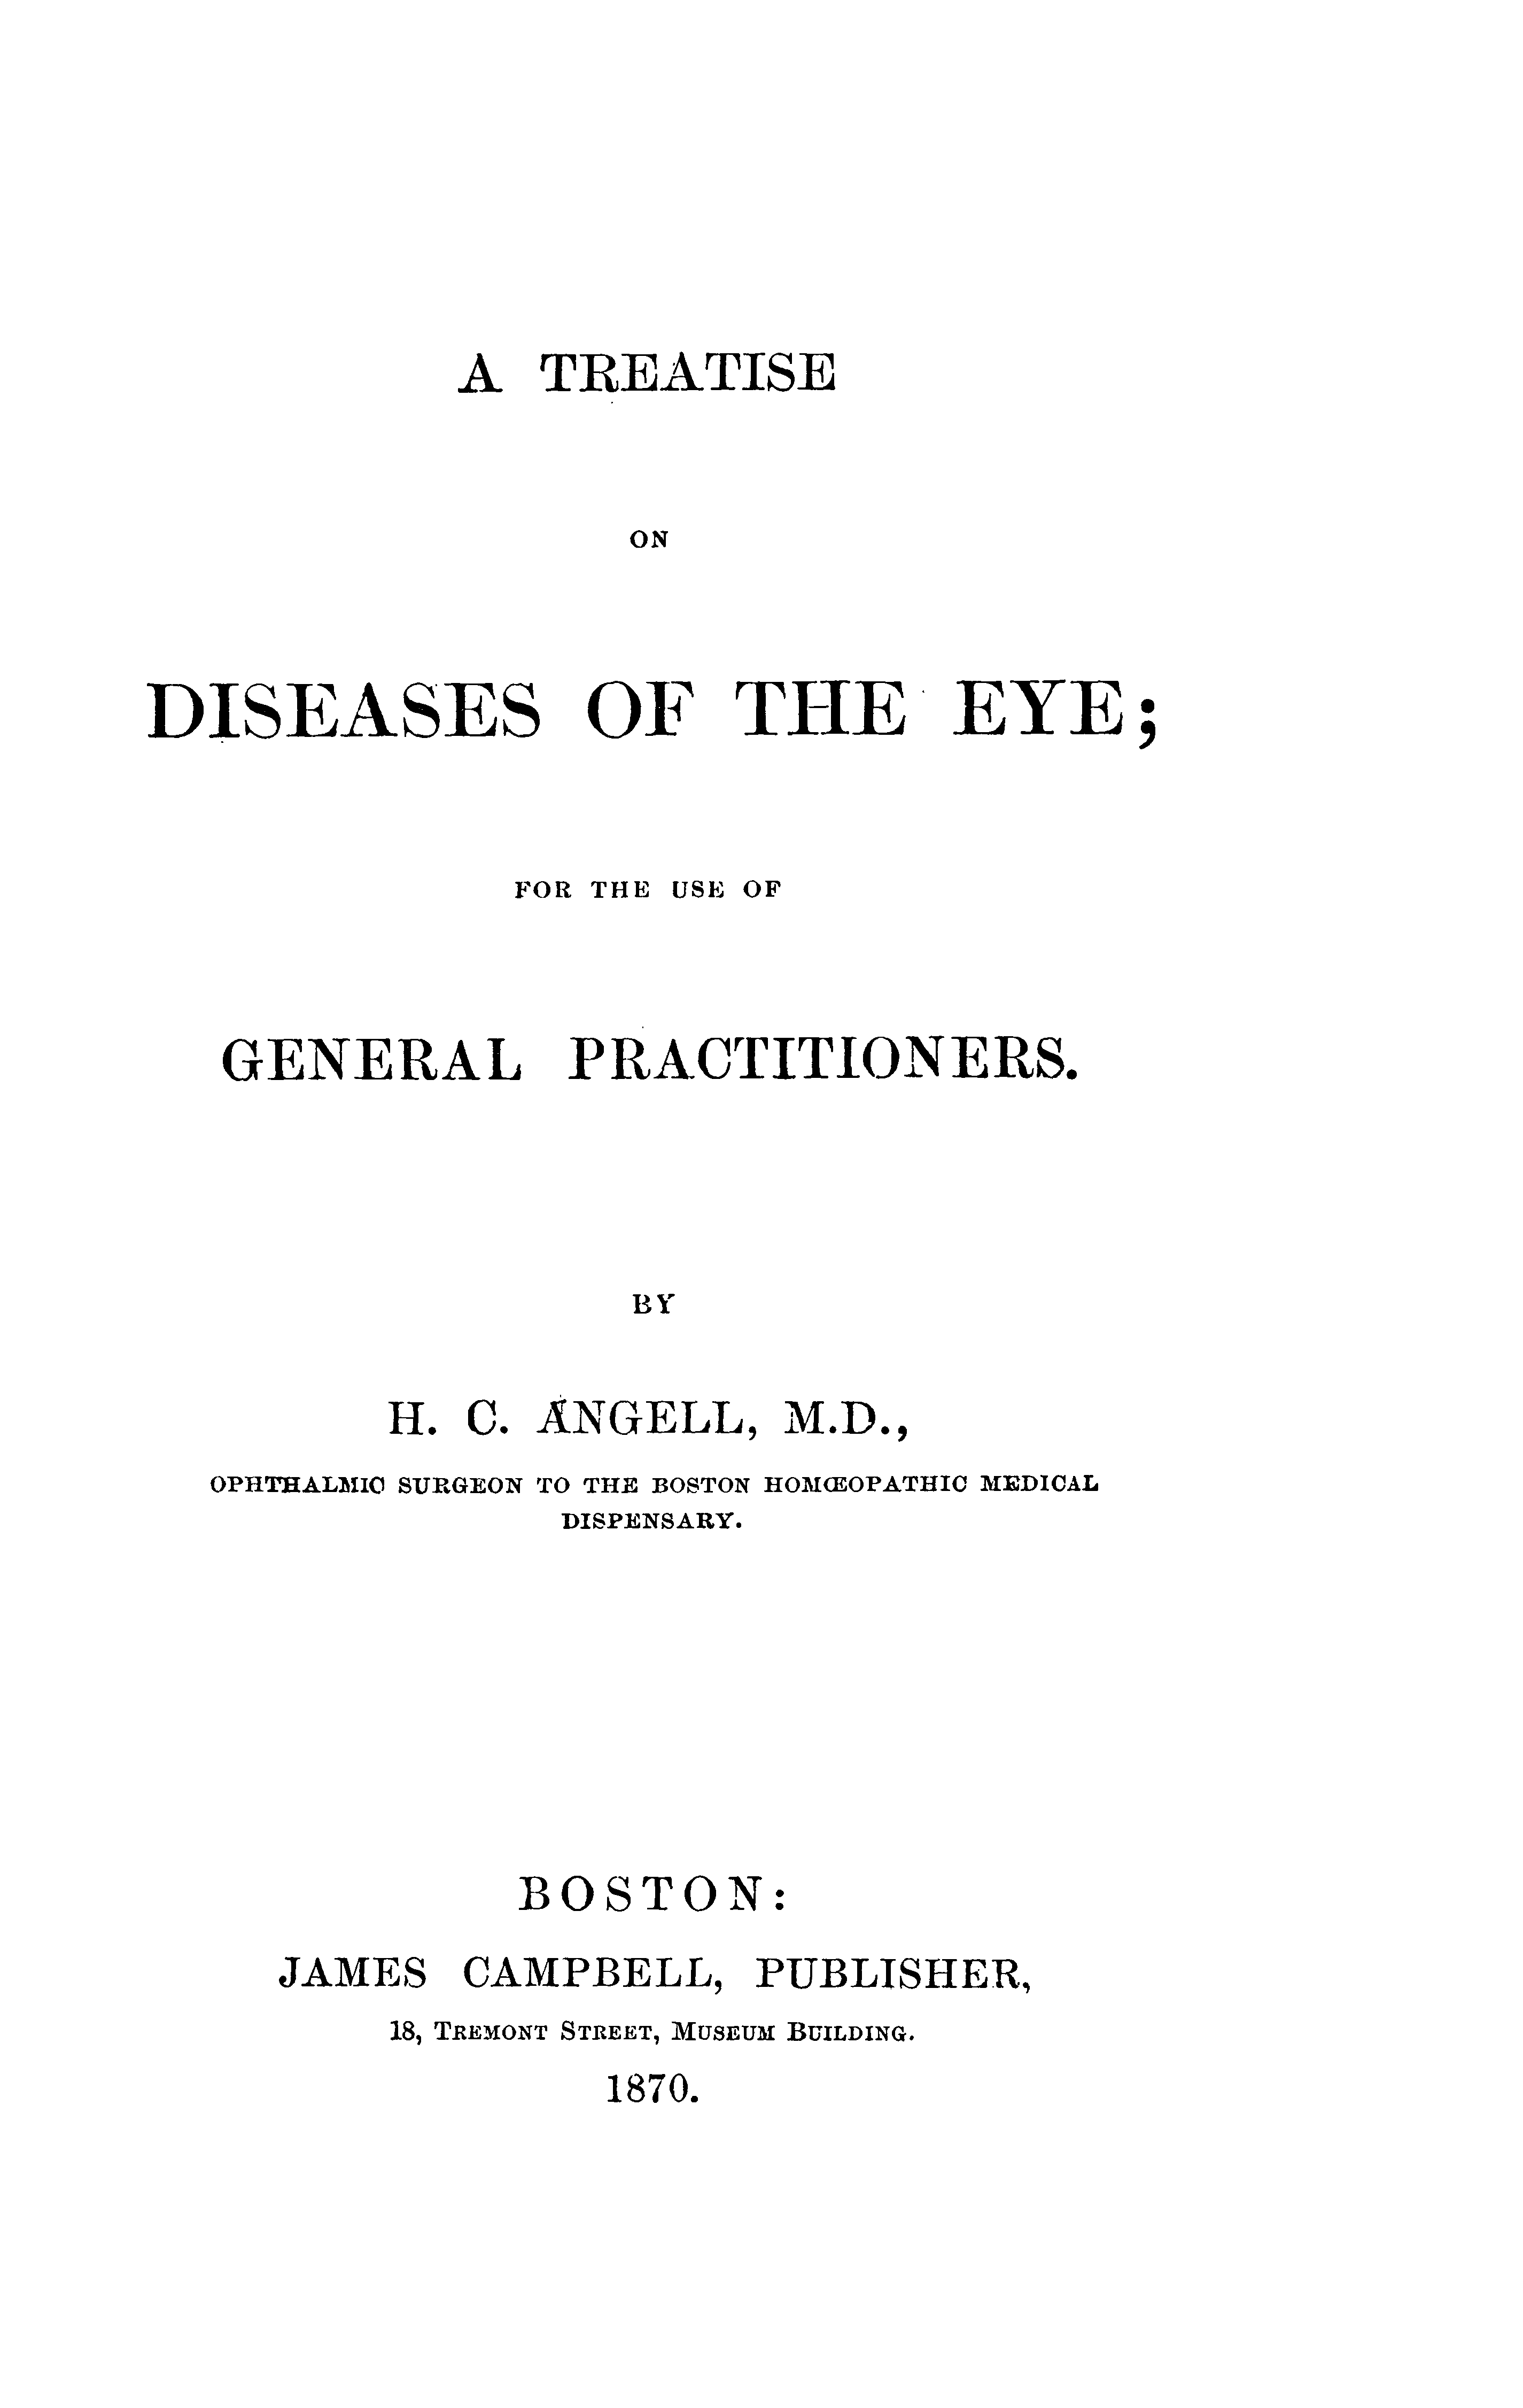 A TREATISE
ON
DISEASES OF THE EYE;
FOR THE USE OF
GENERAL PRACTITIONERS.
BY
H. C. ANGELL, M.D.,
OPHTHALMIC SURGEON TO THE BOSTON HOMŒOPATHIC MEDICAL
DISPENSARY.
BOSTON:
JAMES CAMPBELL, PUBLISHER,
18, TREMONT STREET, MUSEUM BUILDING.
1870.